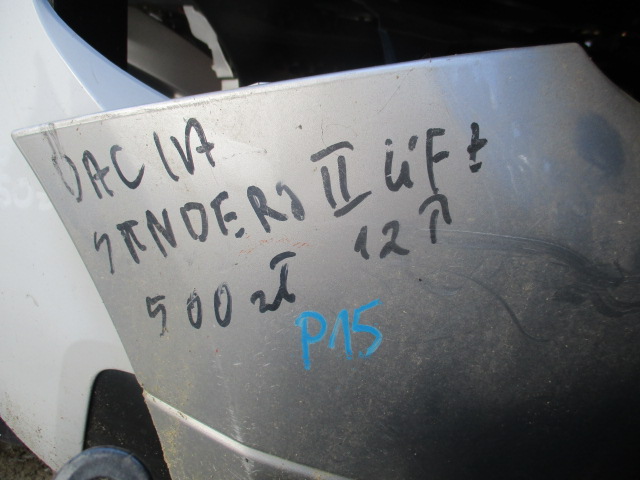 DACIA
SANDERO II LIFt
500 zł 12 r
P15